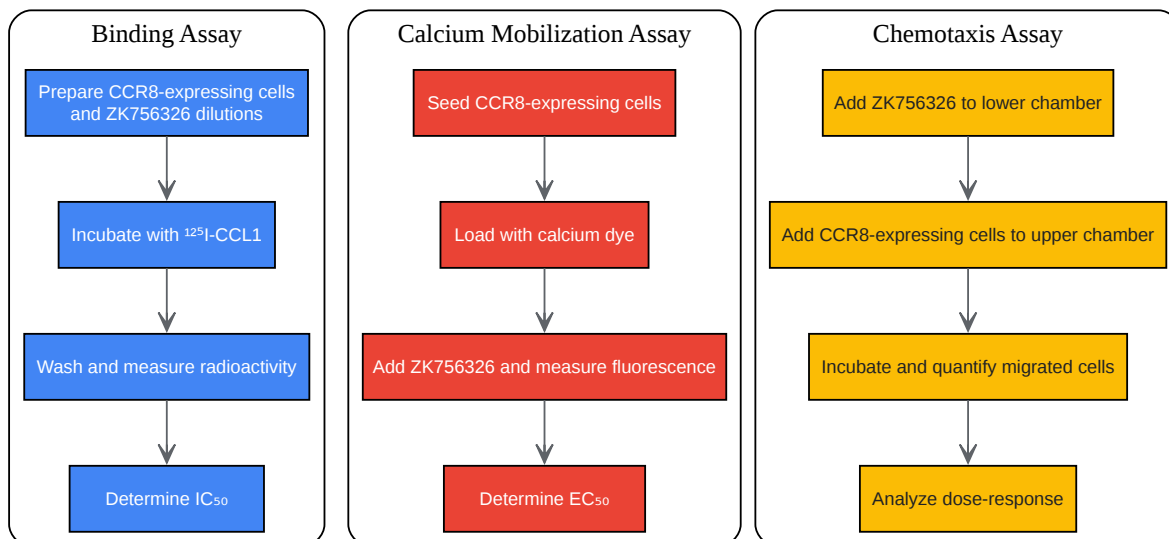 Binding Assay
Prepare CCR8-expressing cells
and ZK756326 dilutions
Incubate with ¹²⁵I-CCL1
Wash and measure radioactivity
Determine IC₅₀
Calcium Mobilization Assay
Seed CCR8-expressing cells
Load with calcium dye
Add ZK756326 and measure fluorescence
Determine EC₅₀
Chemotaxis Assay
Add ZK756326 to lower chamber
Add CCR8-expressing cells to upper chamber
Incubate and quantify migrated cells
Analyze dose-response